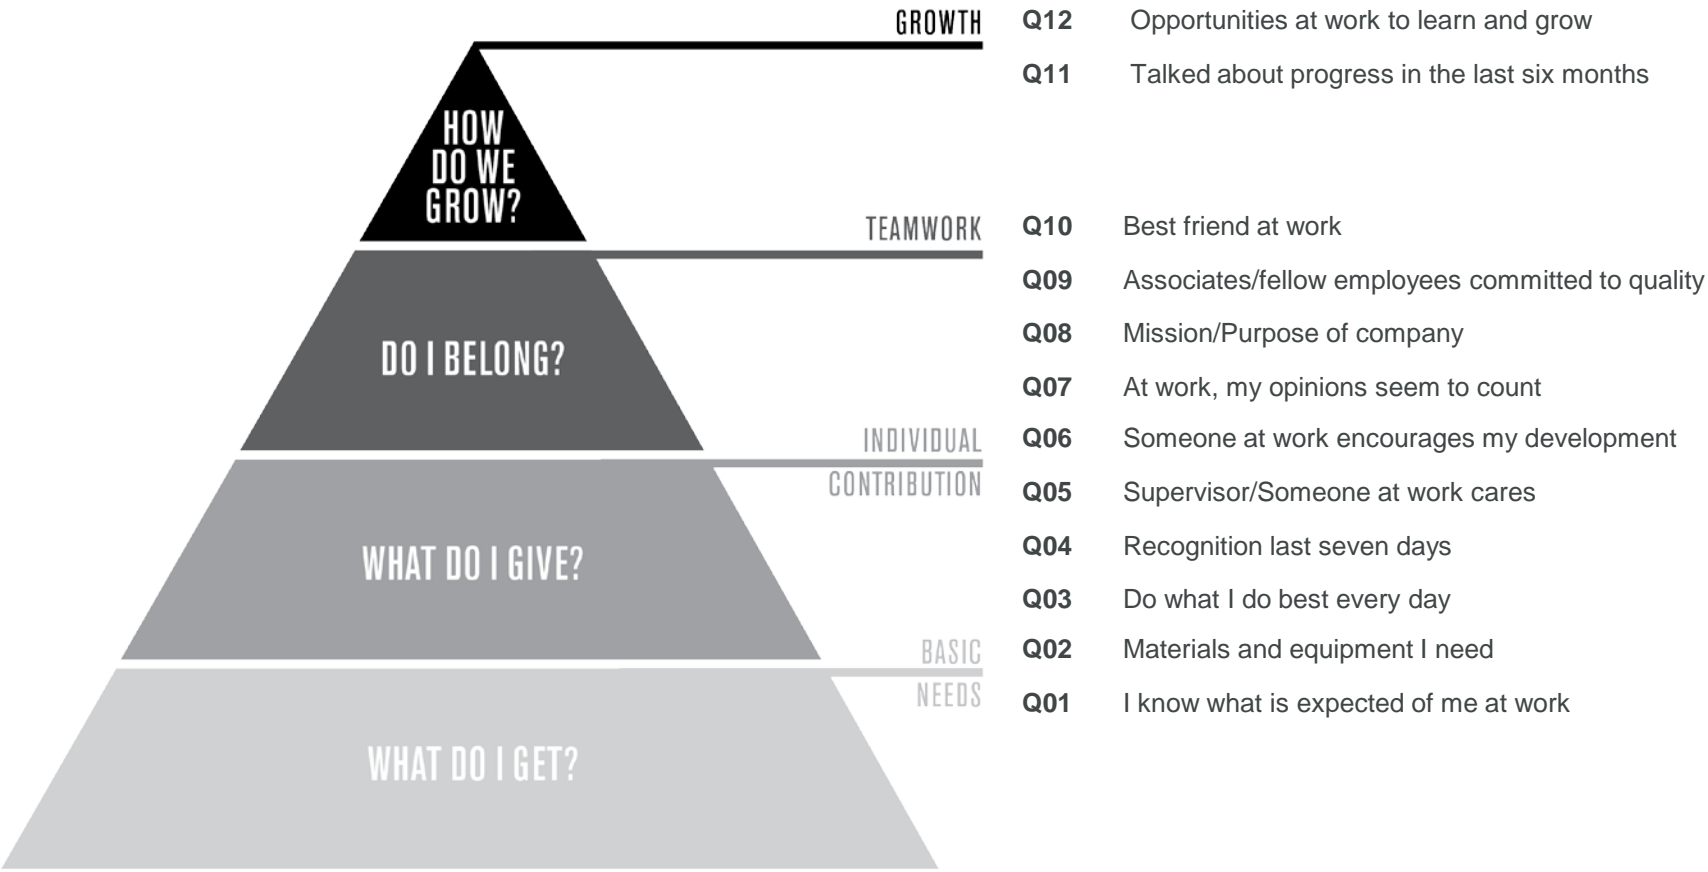 GROWTH
Q12 Opportunities at work to learn and grow
Q11 Talked about progress in the last six months
HOW
DO WE
GROW?
TEAMWORK
Q10 Best friend at work
Q09 Associates/fellow employees committed to quality
Q08 Mission/Purpose of company
Q07 At work, my opinions seem to count
DO I BELONG?
INDIVIDUAL
CONTRIBUTION
Q06 Someone at work encourages my development
Q05 Supervisor/Someone at work cares
Q04 Recognition last seven days
Q03 Do what I do best every day
WHAT DO I GIVE?
BASIC
NEEDS
Q02 Materials and equipment I need
Q01 I know what is expected of me at work
WHAT DO I GET?